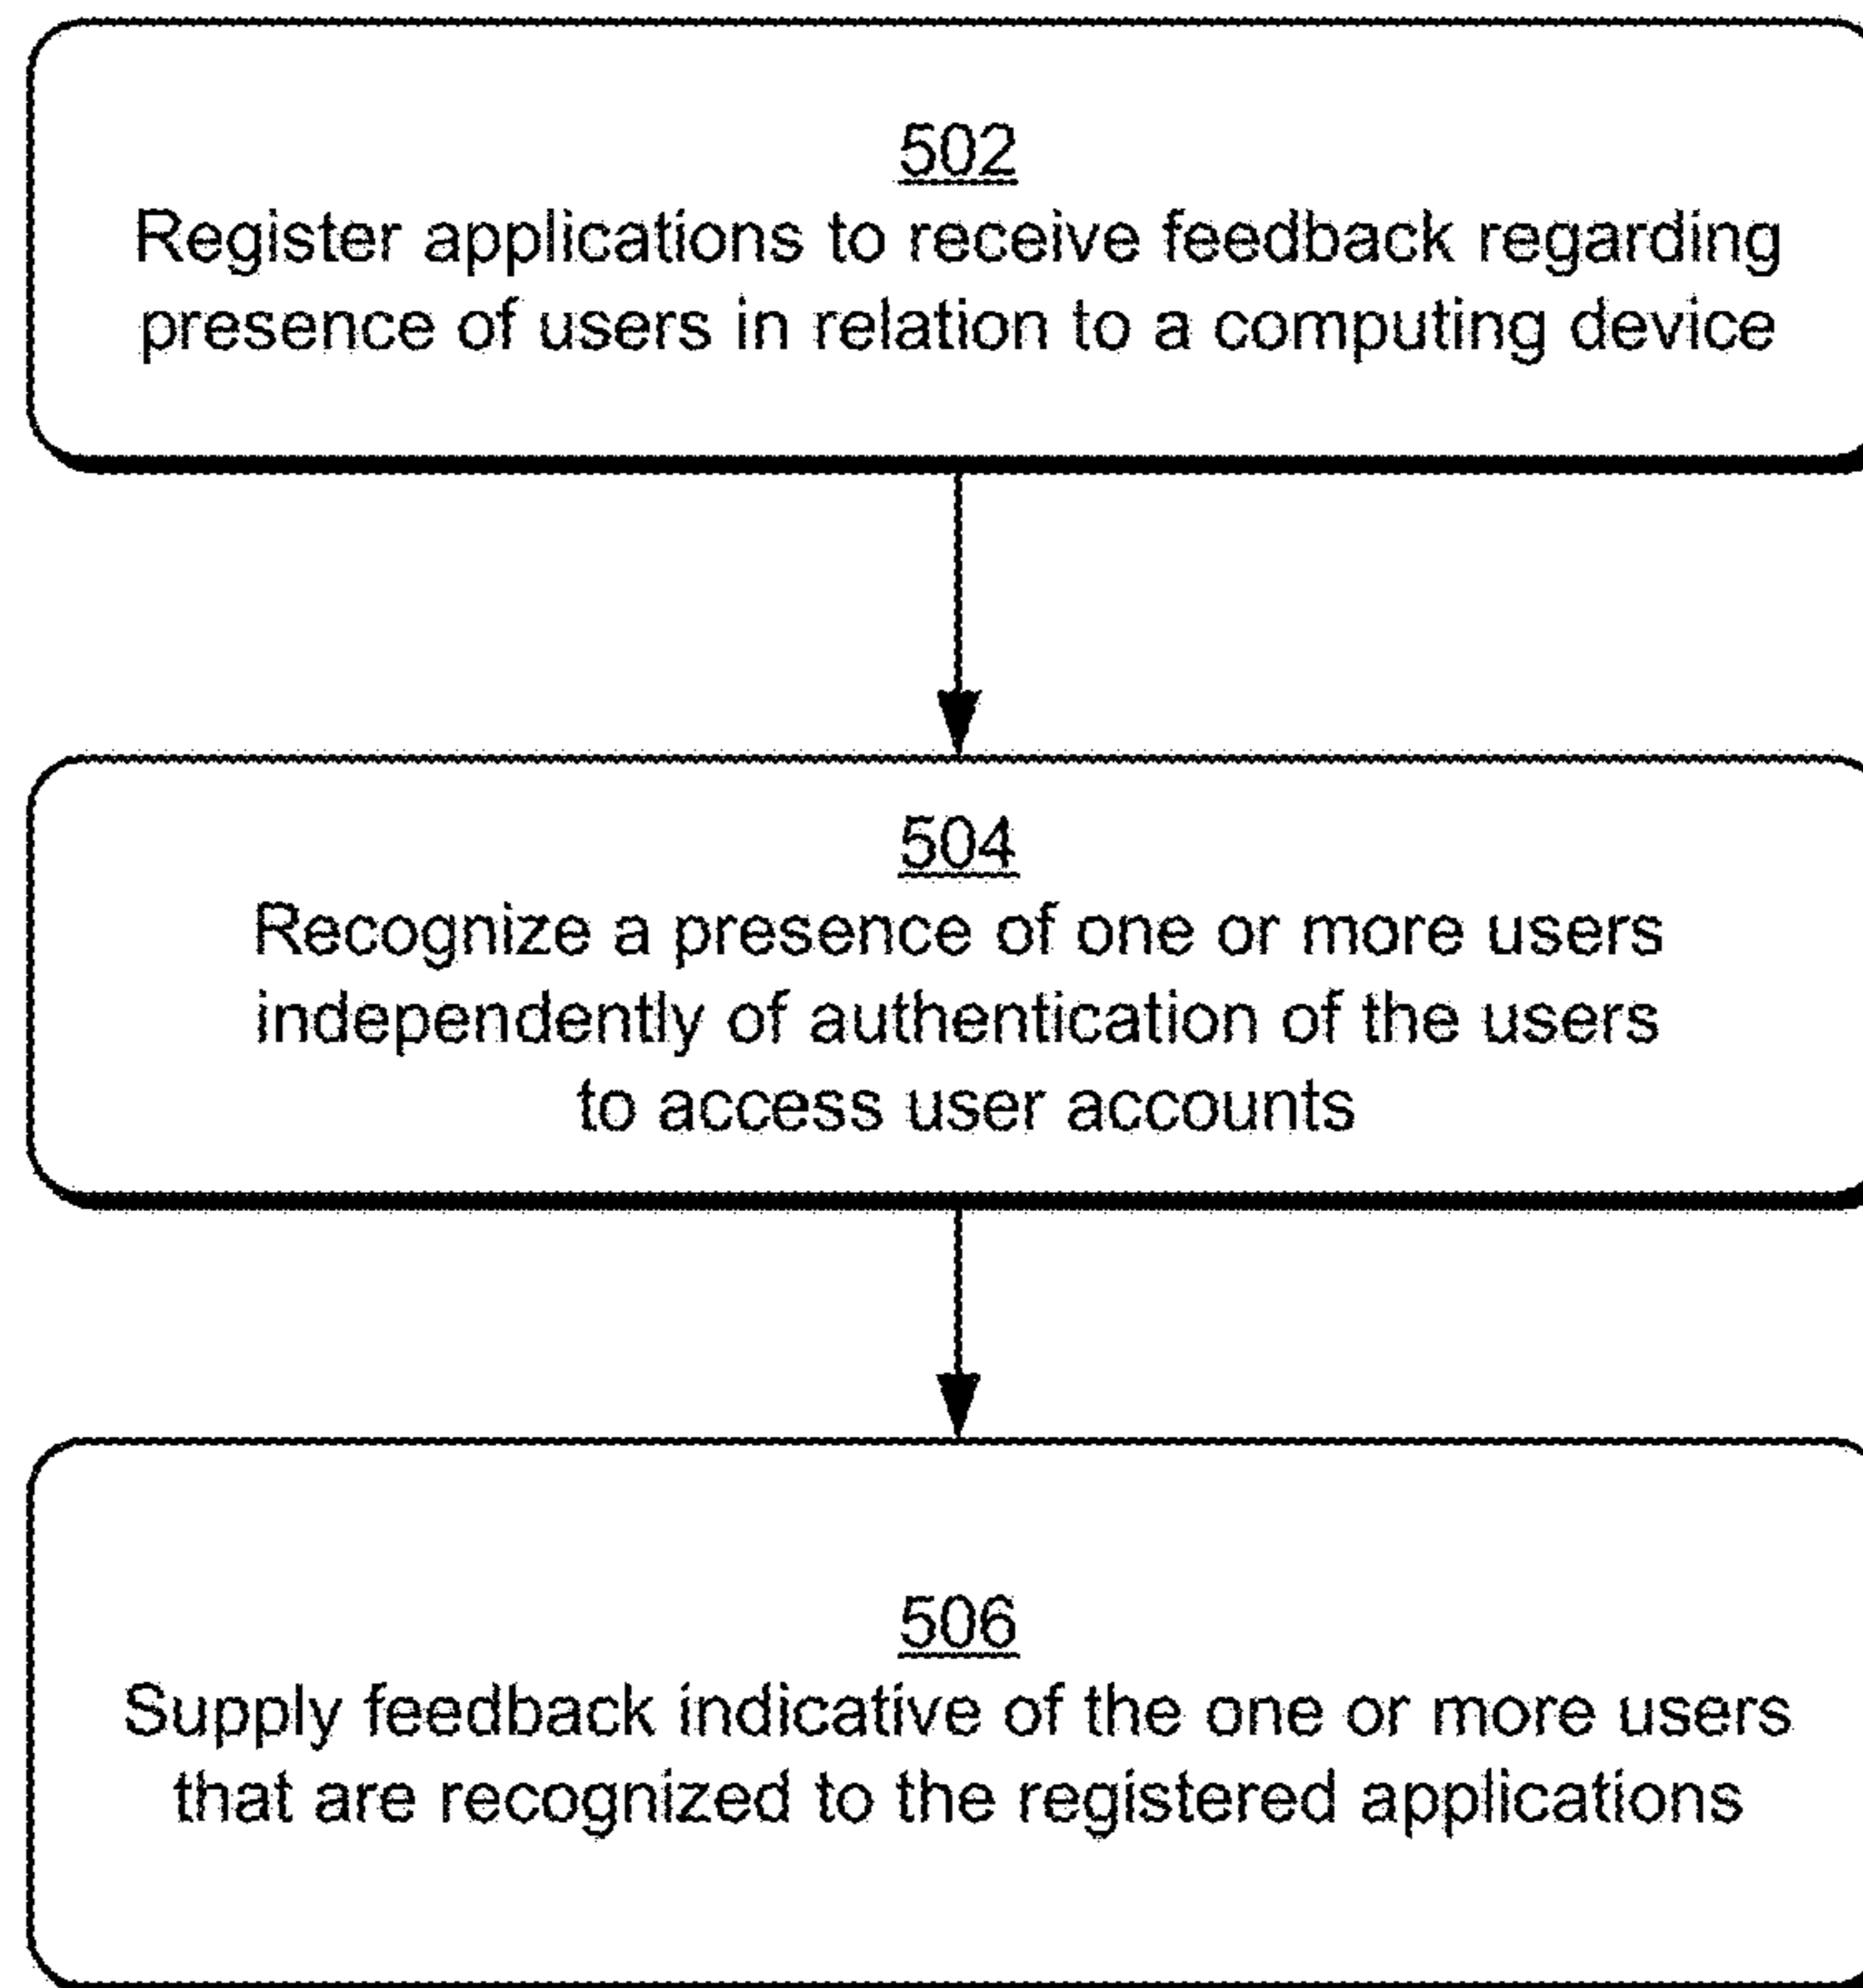 502
Register applications to receive feedback regarding
presence of users in relation to a computing device
504
Recognize a presence of one or more users
independently of authentication of the users
to access user accounts
506
Supply feedback indicative of the one or more users
that are recognized to the registered applications